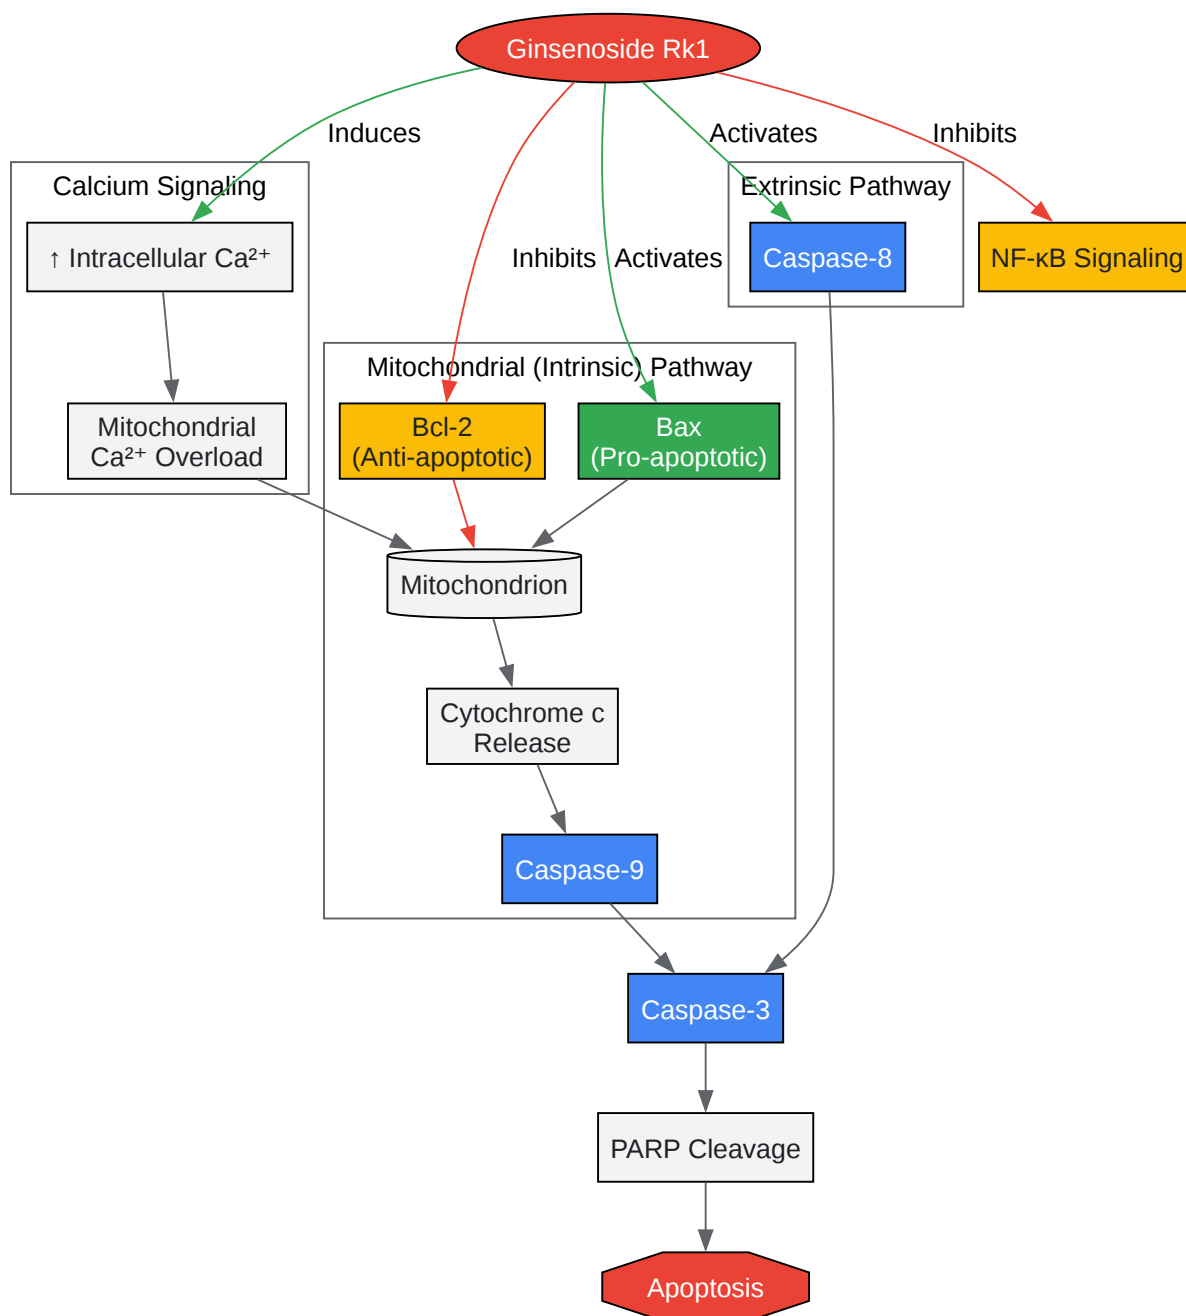 Ginsenoside Rk1
Induces
Activates
Inhibits
Calcium Signaling
Extrinsic Pathway
↑ Intracellular Ca²⁺
Inhibits
Activates
Caspase-8
NF-κB Signaling
Mitochondrial (Intrinsic) Pathway
Mitochondrial
Ca²⁺ Overload
Bcl-2
(Anti-apoptotic)
Bax
(Pro-apoptotic)
Mitochondrion
Cytochrome c
Release
Caspase-9
Caspase-3
PARP Cleavage
Apoptosis